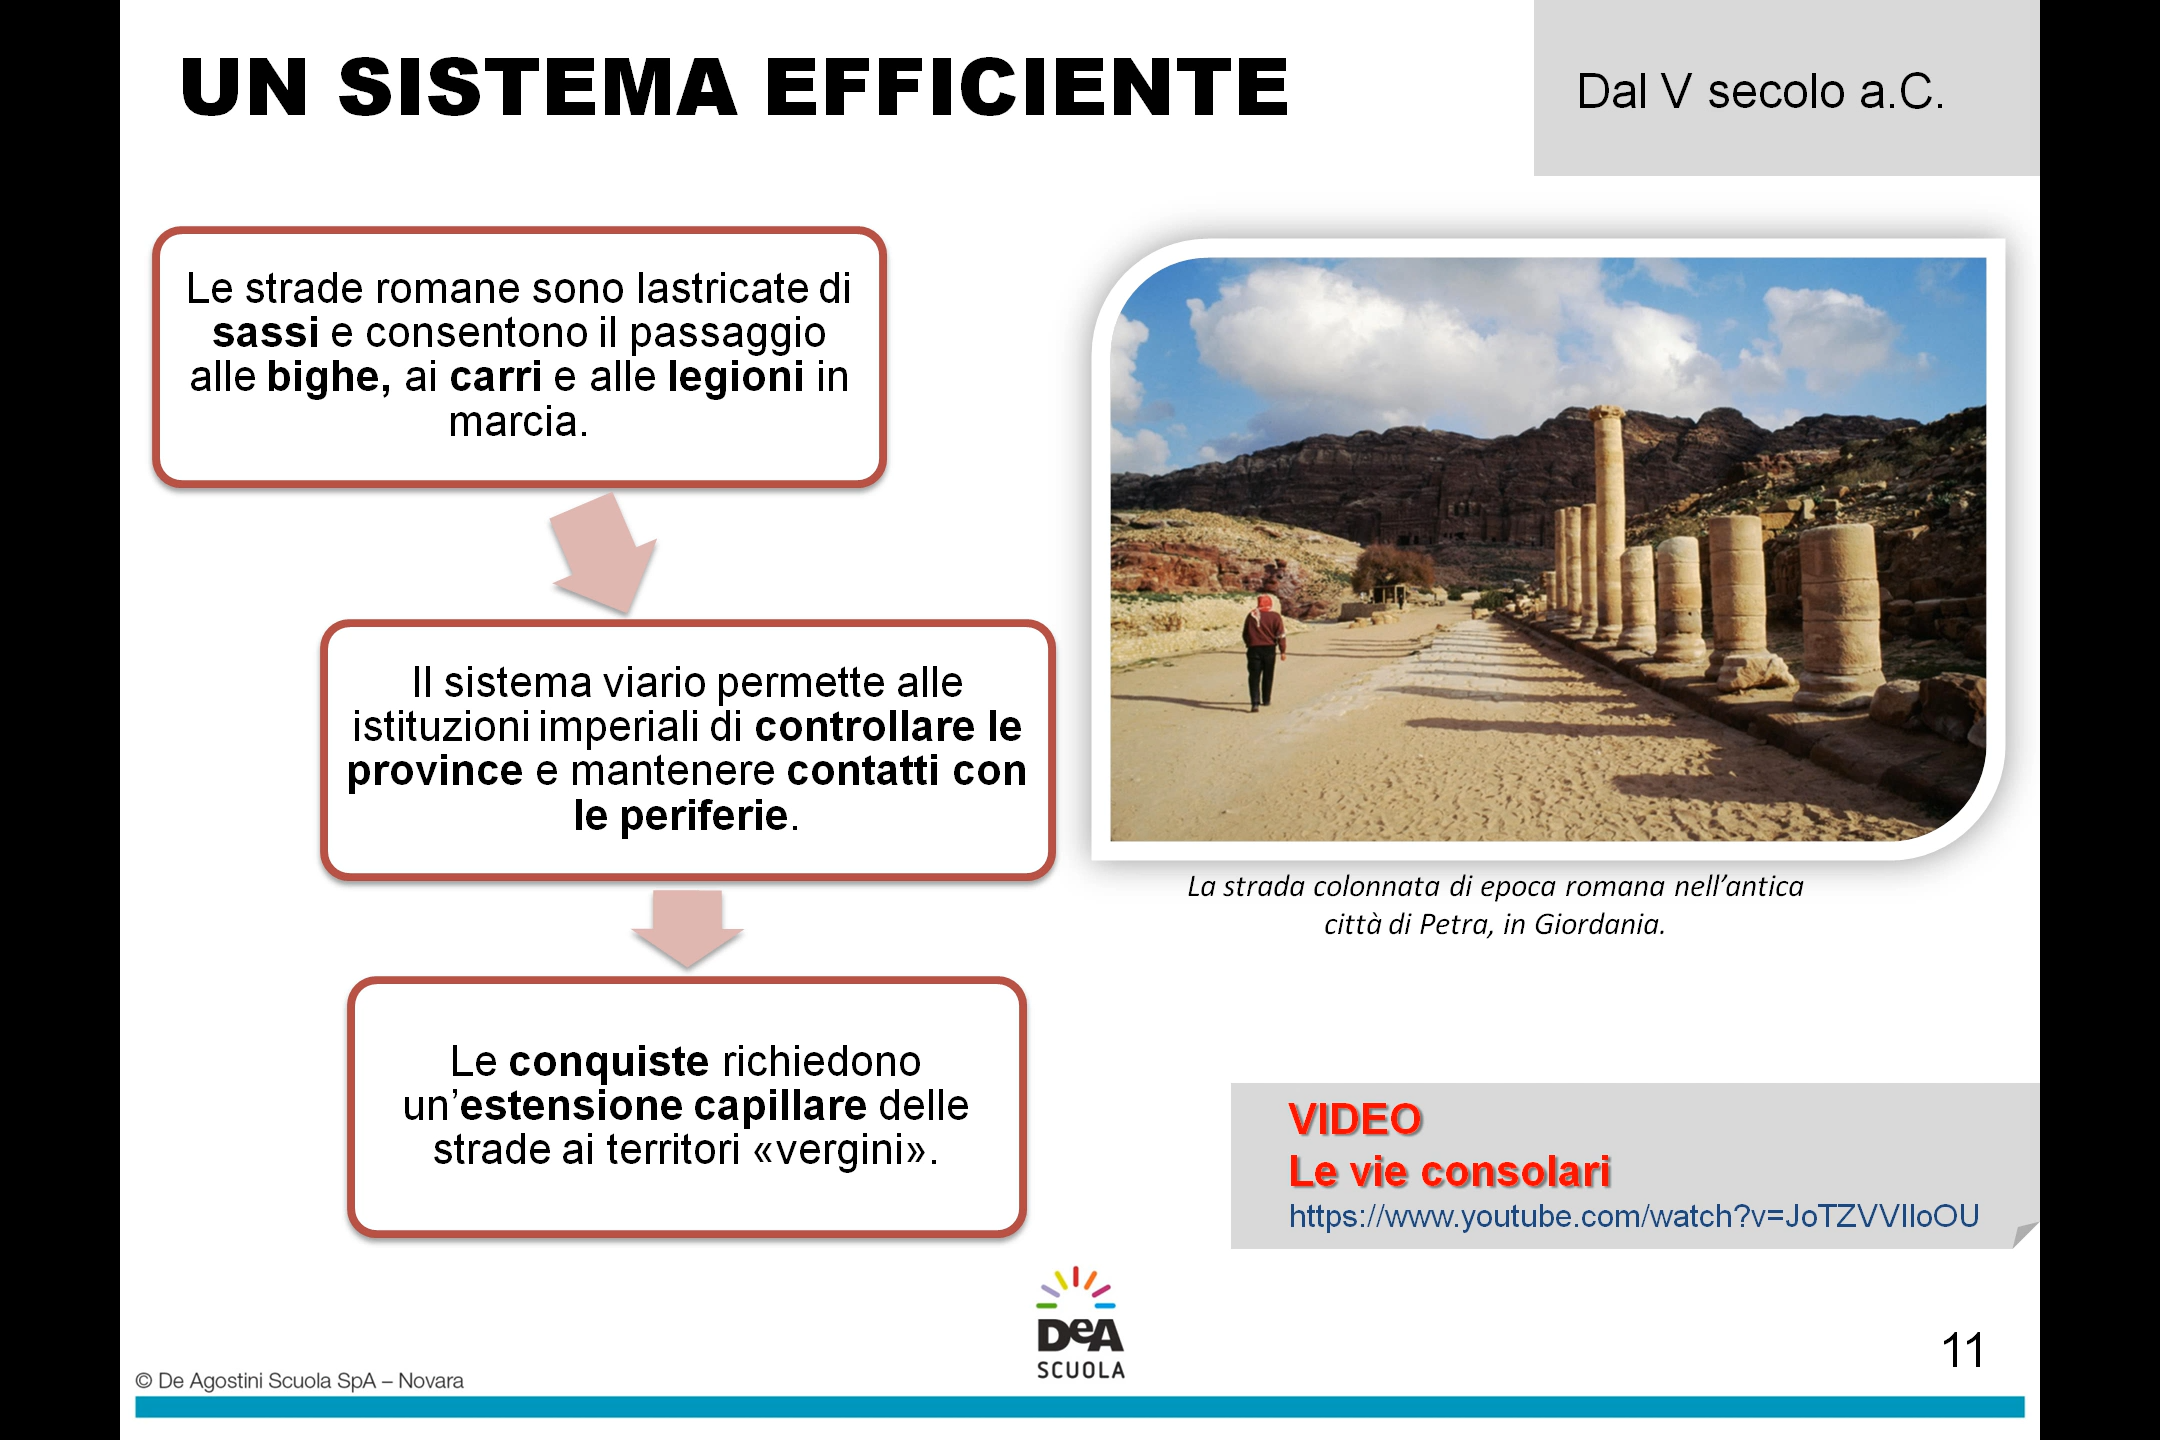 UN SISTEMA EFFICIENTE
Dal V secolo a.C.
Le strade romane sono lastricate di
sassi e consentono il passaggio
alle bighe, ai carri e alle legioni in
marcia.
Il sistema viario permette alle
istituzioni imperiali di controllare le
province e mantenere contatti con
le periferie.
Le conquiste richiedono
un’estensione capillare delle
strade ai territori «vergini».
La strada colonnata di epoca romana nell’antica
città di Petra, in Giordania.
VIDEO
Le vie consolari
https://www.youtube.com/watch?v=JoTZVVlloOU
DeA
SCUOLA
11
© De Agostini Scuola SpA – Novara